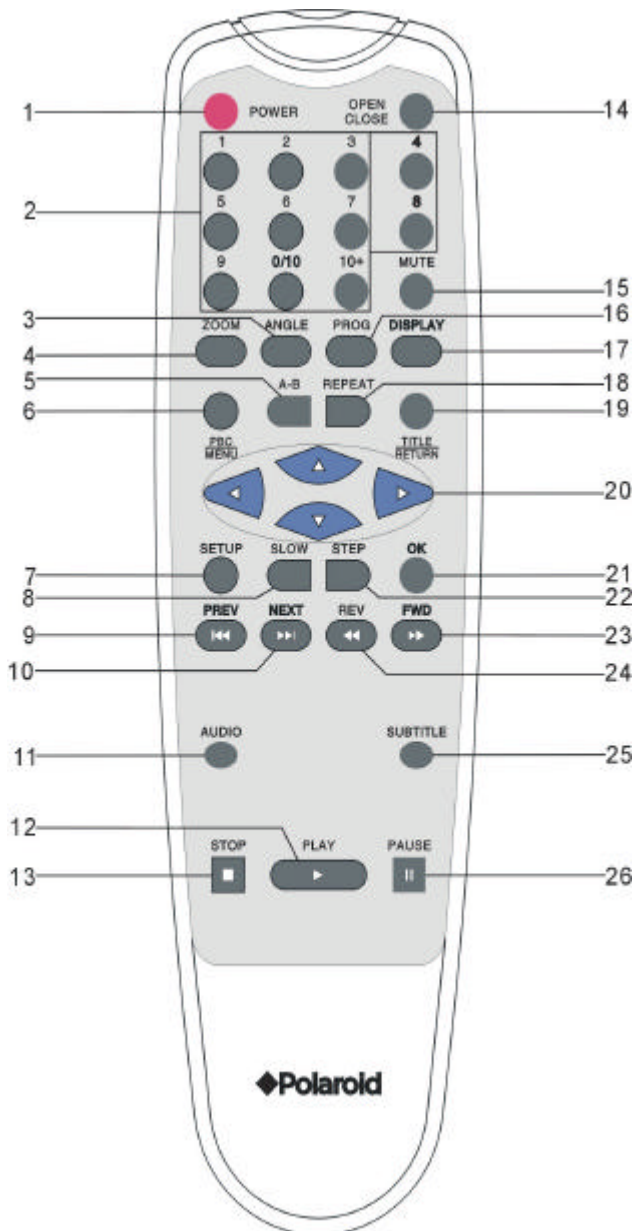 1 POWER OPEN CLOSE 14
1 2 3 4
2
5 6 7 8
9 0/10 10+ MUTE
15
3 16
ZOOM ANGLE PROG DISPLAY
4 17
5 A-B REPEAT 18
6 19
PBC MENU TITLE RETURN
20
SETUP SLOW STEP OK
7 21
8 22
PREV NEXT REV FWD
9 23
10 24
AUDIO SUBTITLE
11 25
12
STOP PLAY PAUSE
13 26
Polaroid